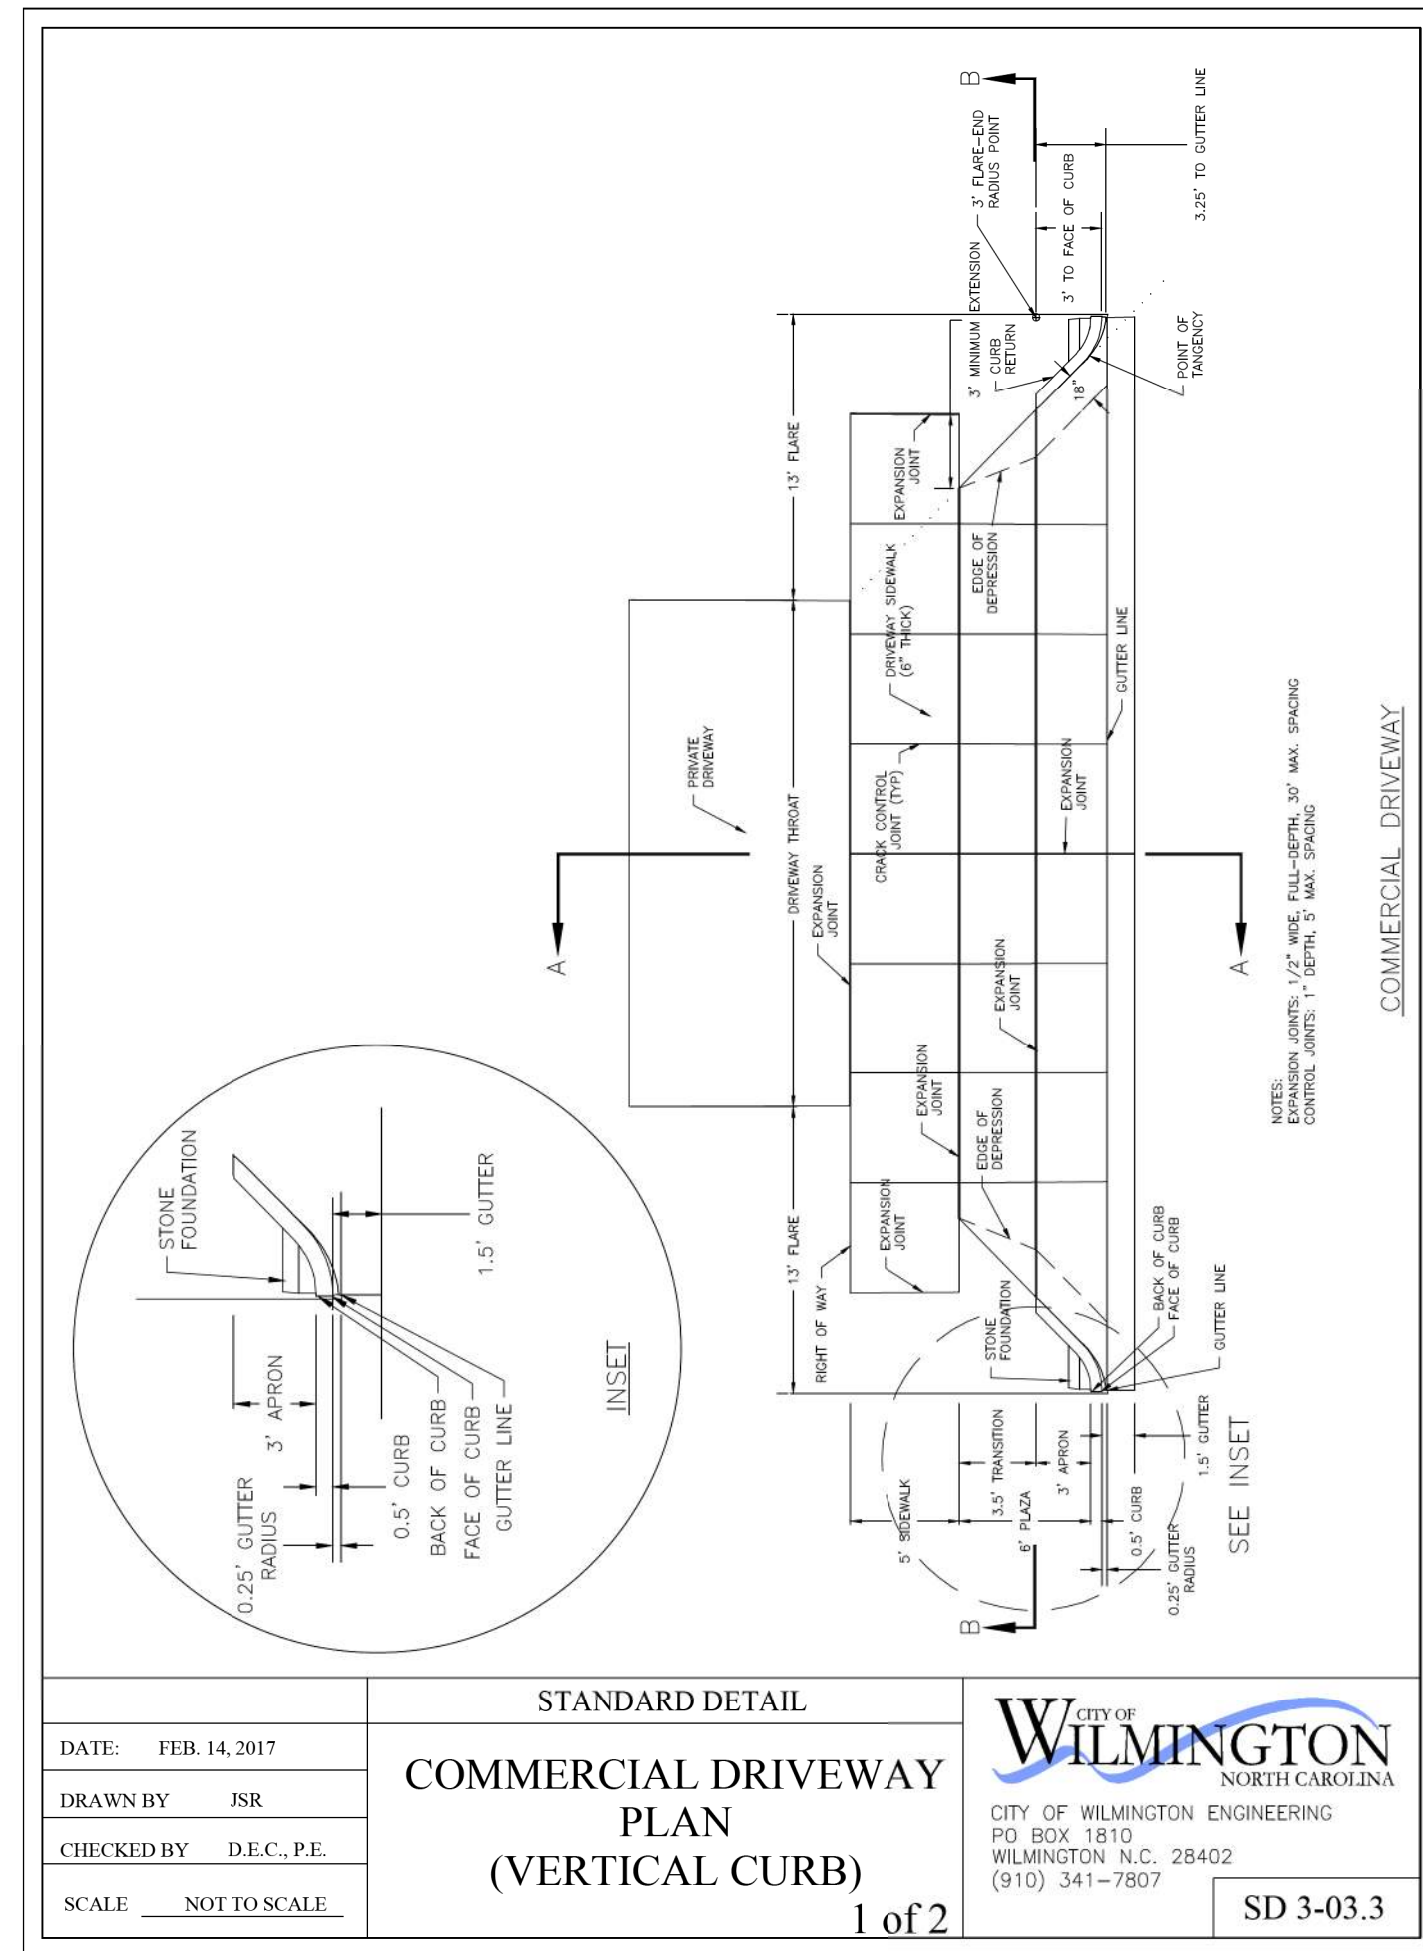 B
3' FLARE-END
RADIUS POINT
3' MINIMUM EXTENSION
CURB
RETURN
3' TO FACE OF CURB
3.25' TO GUTTER LINE
18"
POINT OF
TANGENCY
13' FLARE
EXPANSION
JOINT
EDGE OF
DEPRESSION
DRIVEWAY SIDEWALK
(6" THICK)
GUTTER LINE
PRIVATE
DRIVEWAY
DRIVEWAY THROAT
CRACK CONTROL
JOINT (TYP)
EXPANSION
JOINT
EXPANSION
JOINT
EXPANSION
JOINT
A
A
EXPANSION
JOINT
EDGE OF
DEPRESSION
EXPANSION
JOINT
13' FLARE
RIGHT OF WAY
STONE
FOUNDATION
BACK OF CURB
FACE OF CURB
GUTTER LINE
5' SIDEWALK
3.5' TRANSITION
6' PLAZA
3' APRON
0.5' CURB
1.5' GUTTER
0.25' GUTTER
RADIUS
SEE INSET
B
NOTES:
EXPANSION JOINTS: 1/2" WIDE, FULL-DEPTH, 30' MAX. SPACING
CONTROL JOINTS: 1" DEPTH, 5' MAX. SPACING
COMMERCIAL DRIVEWAY
STONE
FOUNDATION
1.5' GUTTER
3' APRON
0.25' GUTTER
RADIUS
0.5' CURB
BACK OF CURB
FACE OF CURB
GUTTER LINE
INSET
DATE: FEB. 14, 2017
DRAWN BY JSR
CHECKED BY D.E.C., P.E.
SCALE NOT TO SCALE
STANDARD DETAIL
COMMERCIAL DRIVEWAY
PLAN
(VERTICAL CURB)
1 of 2
CITY OF
WILMINGTON
NORTH CAROLINA
CITY OF WILMINGTON ENGINEERING
PO BOX 1810
WILMINGTON N.C. 28402
(910) 341-7807
SD 3-03.3